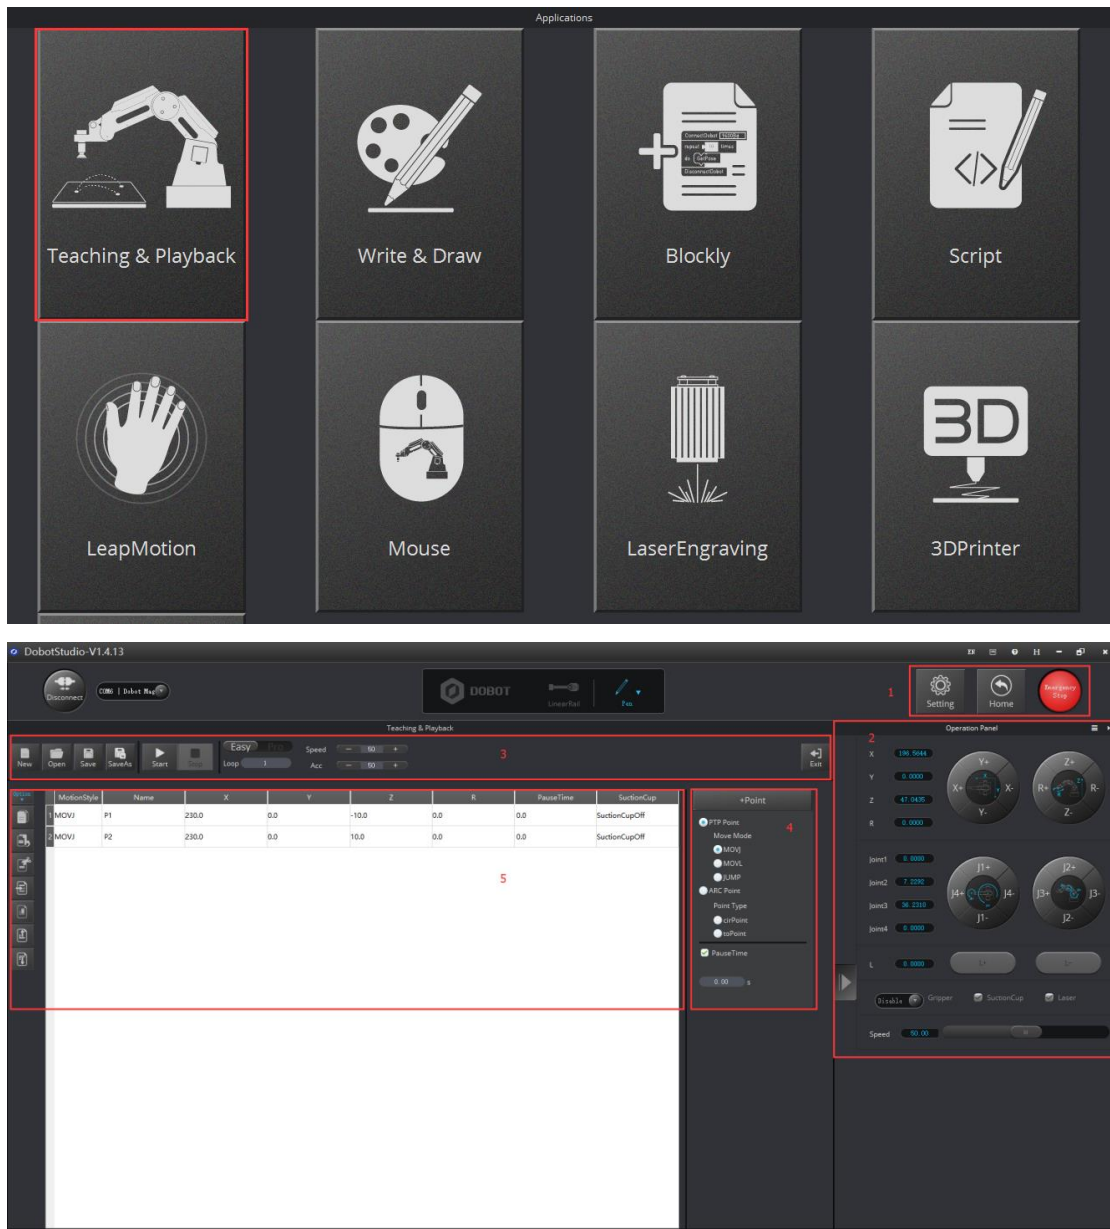 Applications
Teaching & Playback
Write & Draw
Blockly
Script
LeapMotion
Mouse
LaserEngraving
3D
3DPrinter
DobotStudio-V1.4.13
Disconnect
DOBOT
LinearRail
Pen
1
Setting
Home
Emergency Stop
Teaching & Playback
Operation Panel
New
Open
Save
SaveAs
Start
Stop
Easy
Pro
Loop
1
Speed
- 50 +
Acc
- 50 +
3
Exit
MotionStyle Name X Y Z R PauseTime SuctionCup
1 MOVJ P1 230.0 0.0 -10.0 0.0 0.0 SuctionCupOff
2 MOVJ P2 230.0 0.0 10.0 0.0 0.0 SuctionCupOff
5
+Point
4
PTP Point
Move Mode
MOVJ
MOVL
JUMP
ARC Point
Point Type
cirPoint
toPoint
PauseTime
0.00 s
2
X 198.5644
Y 0.0000
Z 47.0435
R 0.0000
Y+
X+
X-
Y-
Z+
R+
R-
Z-
Joint1 0.0000
Joint2 7.2292
Joint3 36.2310
Joint4 0.0000
J1+
J4+
J4-
J1-
J2+
J3+
J3-
J2-
L 0.0000
Disable
Gripper
SuctionCup
Laser
Speed 50.00